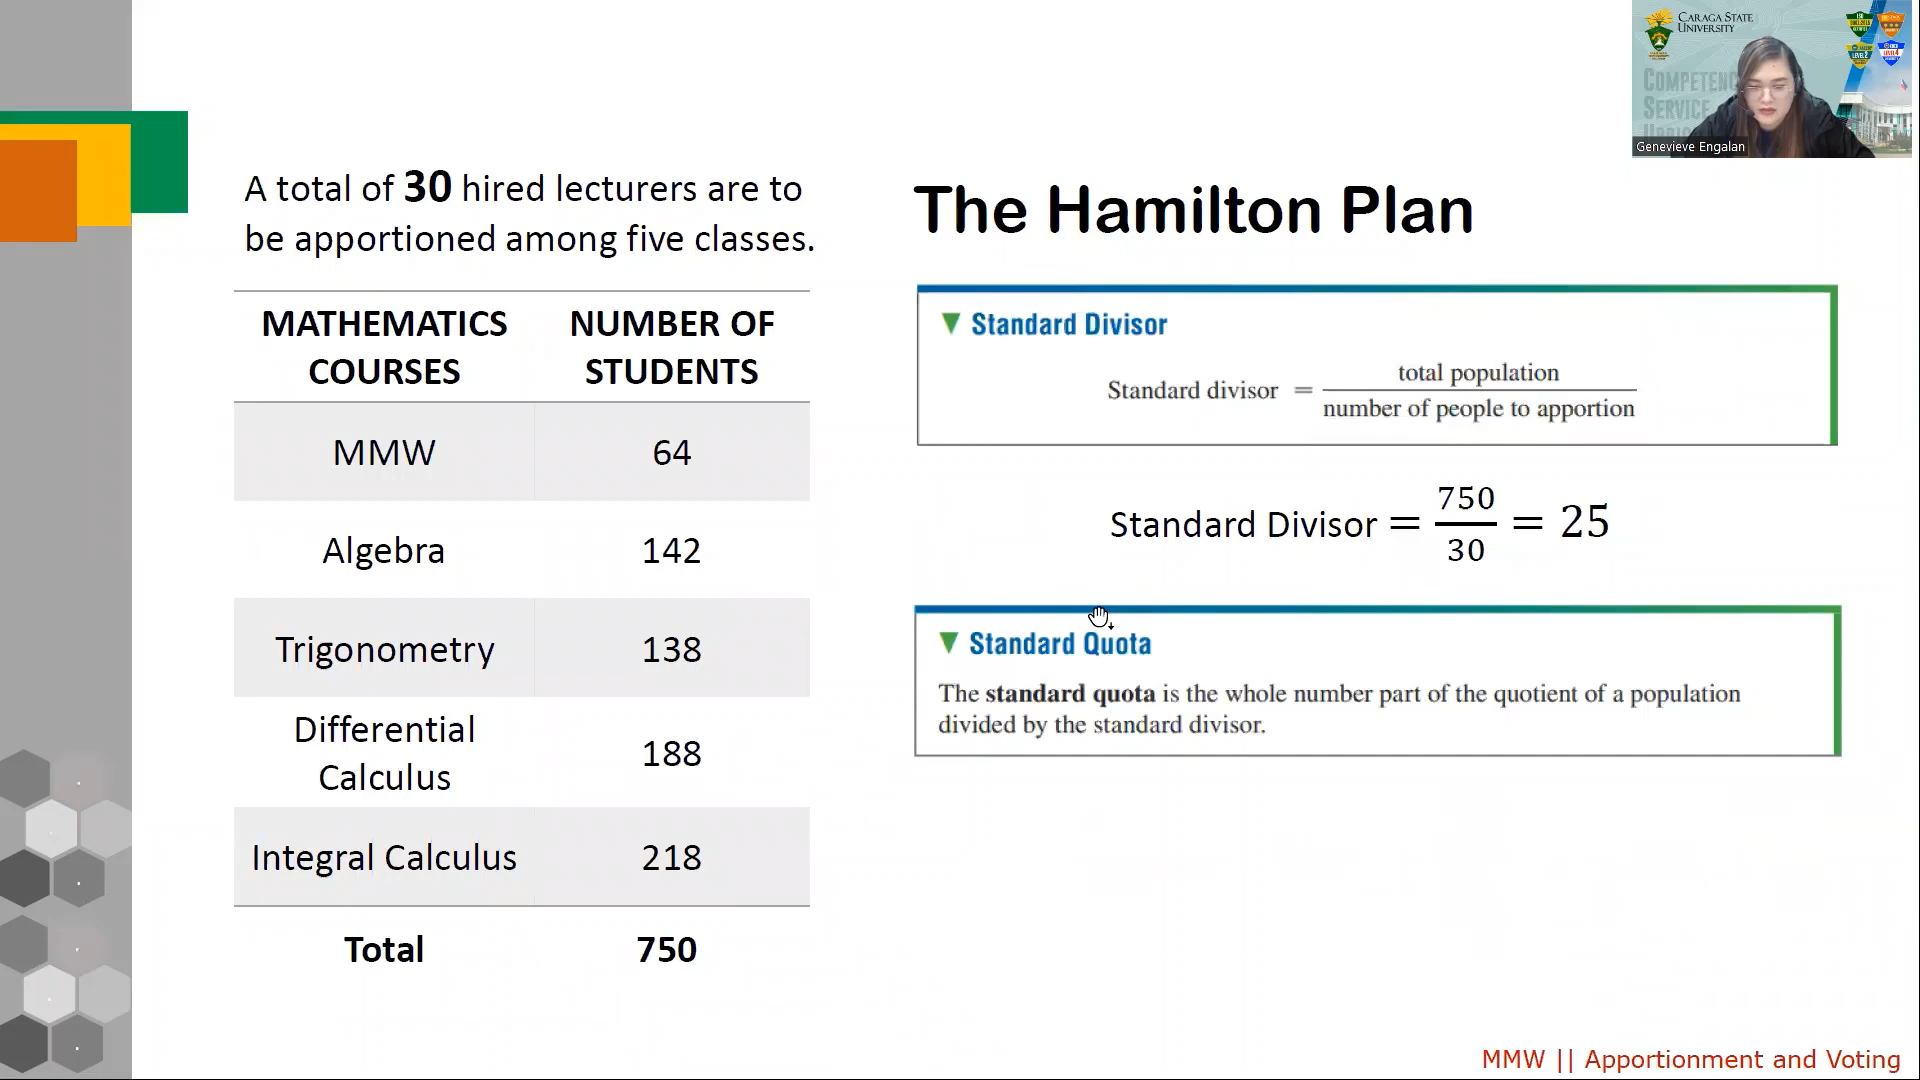 CARAGA STATE
UNIVERSITY
COMPETENC
SERVICE
Genevieve Engalan
A total of 30 hired lecturers are to
be apportioned among five classes.
MATHEMATICS COURSES
NUMBER OF STUDENTS
MMW 64
Algebra 142
Trigonometry 138
Differential Calculus 188
Integral Calculus 218
Total 750
The Hamilton Plan
▼ Standard Divisor
Standard divisor = total population / number of people to apportion
Standard Divisor = 750 / 30 = 25
▼ Standard Quota
The standard quota is the whole number part of the quotient of a population
divided by the standard divisor.
MMW || Apportionment and Voting